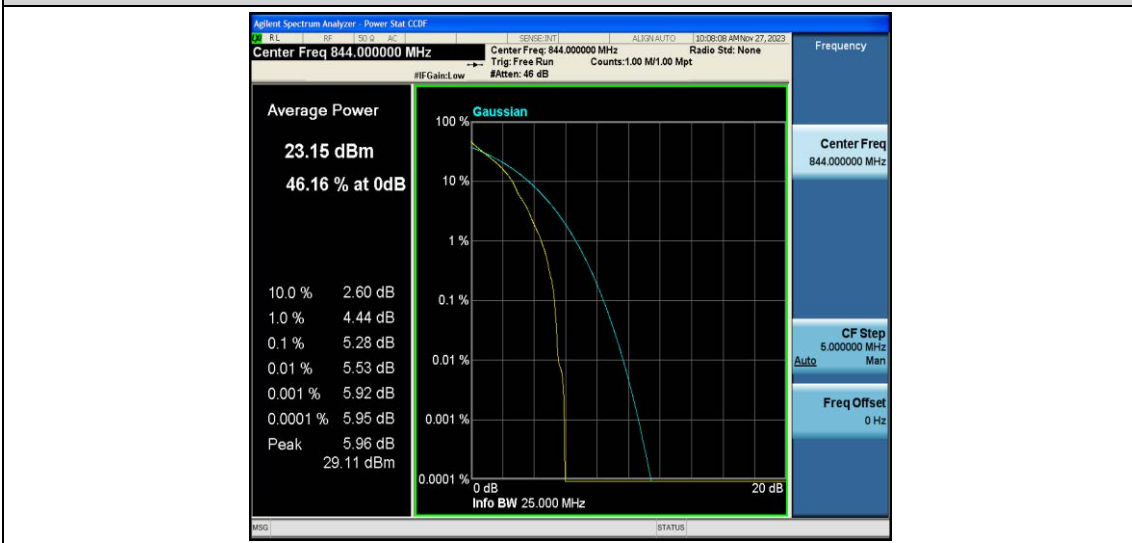 Agilent Spectrum Analyzer - Power Stat CCDF
RL RF 50 Ω AC SENSE:INT ALIGN AUTO 10:08:08 AM Nov 27, 2023
Center Freq 844.000000 MHz
Center Freq: 844.000000 MHz Radio Std: None
Trig: Free Run Counts:1.00 M/1.00 Mpt
#IFGain:Low #Atten: 46 dB
Frequency
Average Power
23.15 dBm
46.16 % at 0dB
10.0 % 2.60 dB
1.0 % 4.44 dB
0.1 % 5.28 dB
0.01 % 5.53 dB
0.001 % 5.92 dB
0.0001 % 5.95 dB
Peak 5.96 dB
29.11 dBm
Gaussian
100 %
10 %
1 %
0.1 %
0.01 %
0.001 %
0.0001 %
0 dB 20 dB
Info BW 25.000 MHz
Center Freq
844.000000 MHz
CF Step
5.000000 MHz
Auto Man
Freq Offset
0 Hz
MSG STATUS